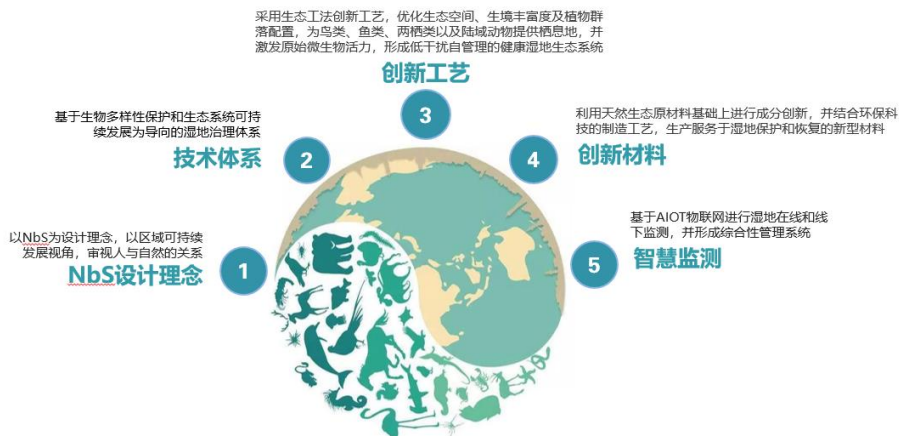 采用生态工法创新工艺，优化生态空间、生境丰富度及植物群
落配置，为鸟类、鱼类、两栖类以及陆域动物提供栖息地，并
激发原始微生物活力，形成低干扰自管理的健康湿地生态系统
创新工艺
3
基于生物多样性保护和生态系统可持
续发展为导向的湿地治理体系
技术体系
2
利用天然生态原材料基础上进行成分创新，并结合环保科
技的制造工艺，生产服务于湿地保护和恢复的新型材料
创新材料
4
以NbS为设计理念，以区域可持续
发展视角，审视人与自然的关系
NbS设计理念
1
基于AIOT物联网进行湿地在线和线
下监测，并形成综合性管理系统
智慧监测
5